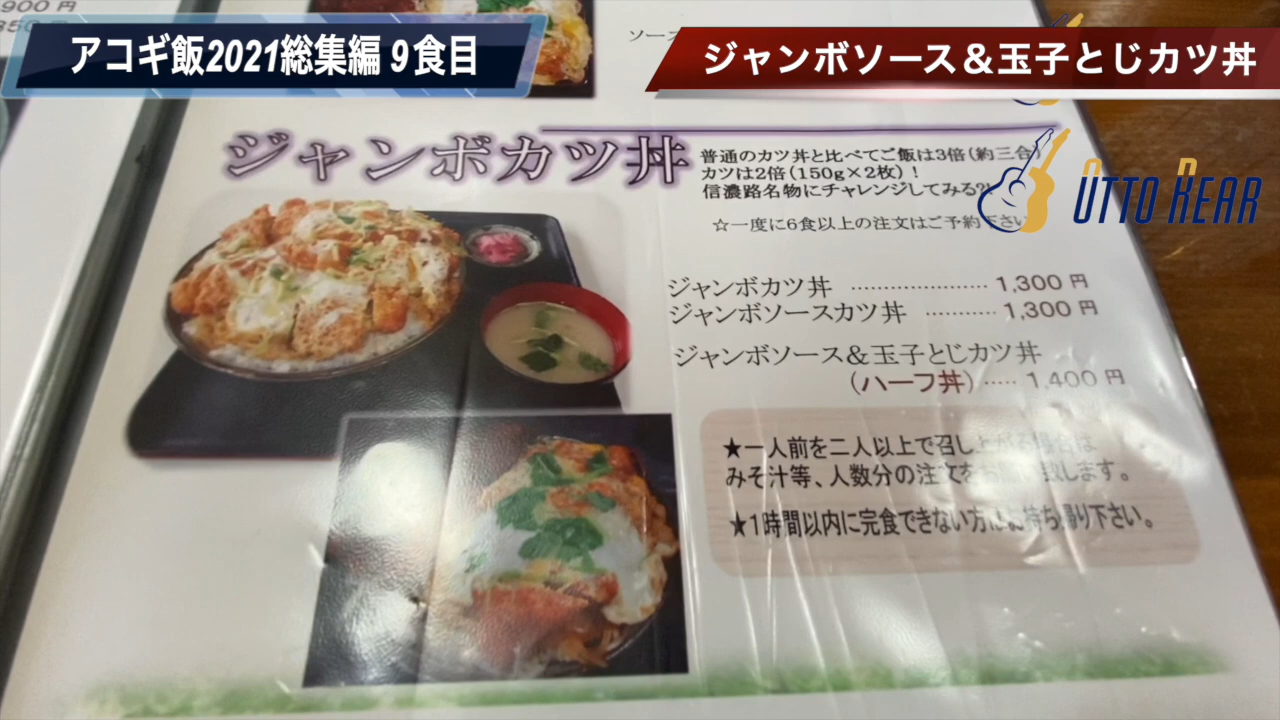 900 円
アコギ飯2021総集編 9食目
ジャンボソース&玉子とじカツ丼
ソース
ジャンボカツ丼
普通のカツ丼と比べてご飯は3倍(約三合
カツは2倍(150g×2枚)!
信濃路名物にチャレンジしてみる?!
☆一度に6食以上の注文はご予約下さい
OTTO REAR
ジャンボカツ丼 …………………… 1,300 円
ジャンボソースカツ丼 ………… 1,300 円
ジャンボソース&玉子とじカツ丼
(ハーフ丼)…… 1,400 円
★一人前を二人以上で召し上がる場合は
みそ汁等、人数分の注文をお願い致します。
★1時間以内に完食できない方はお持ち帰り下さい。